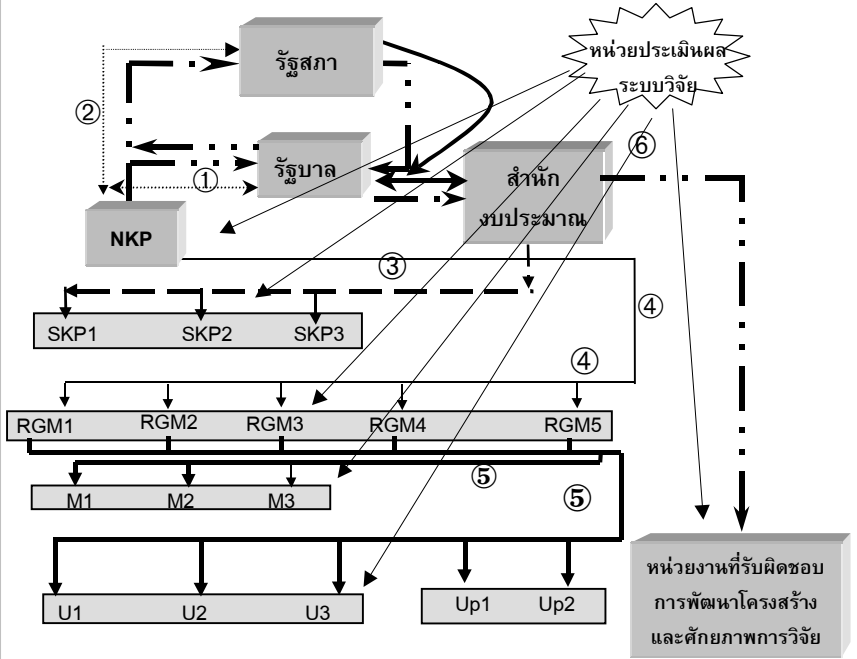 รัฐสภา
หน่วยประเมินผล
ระบบวิจัย
②
⑥
รัฐบาล
①
สำนัก
งบประมาณ
NKP
③
④
SKP1 SKP2 SKP3
④
RGM1 RGM2 RGM3 RGM4 RGM5
⑤
⑤
M1 M2 M3
หน่วยงานที่รับผิดชอบ
การพัฒนาโครงสร้าง
และศักยภาพการวิจัย
U1 U2 U3 Up1 Up2